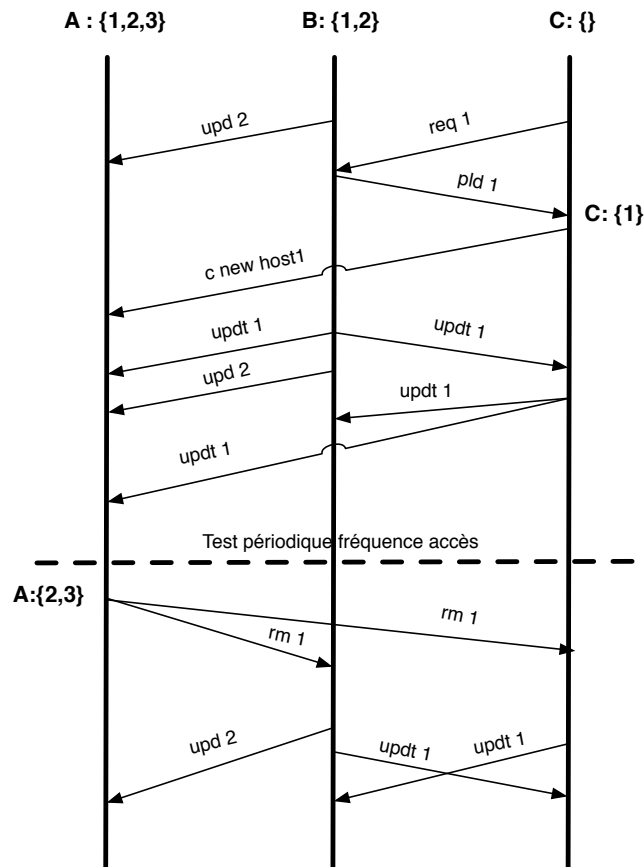 A : {1,2,3}
B: {1,2}
C: {}
upd 2
req 1
pld 1
C: {1}
c new host1
updt 1
updt 1
upd 2
updt 1
updt 1
Test périodique fréquence accès
A:{2,3}
rm 1
rm 1
upd 2
updt 1
updt 1